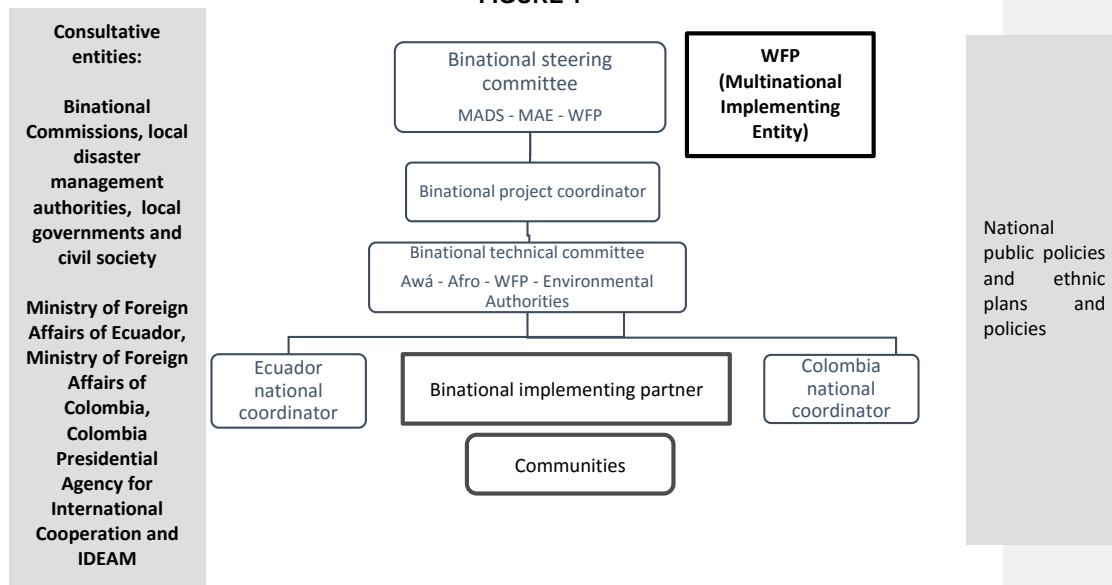 Consultative
entities:
Binational
Commissions, local
disaster
management
authorities, local
governments and
civil society
Ministry of Foreign
Affairs of Ecuador,
Ministry of Foreign
Affairs of
Colombia,
Colombia
Presidential
Agency for
International
Cooperation and
IDEAM
Binational steering
committee
MADS - MAE - WFP
WFP
(Multinational
Implementing
Entity)
Binational project coordinator
Binational technical committee
Awá - Afro - WFP - Environmental
Authorities
Ecuador
national
coordinator
Binational implementing partner
Colombia
national
coordinator
Communities
National
public policies
and ethnic
plans and
policies